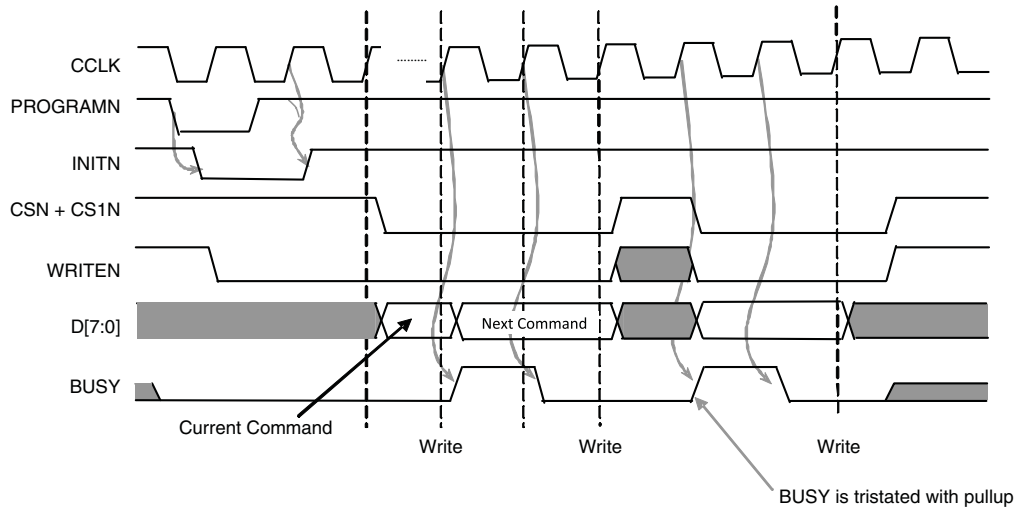 CCLK
PROGRAMN
INITN
CSN + CS1N
WRITEN
D[7:0]
Next Command
BUSY
Current Command
Write
Write
Write
BUSY is tristated with pullup